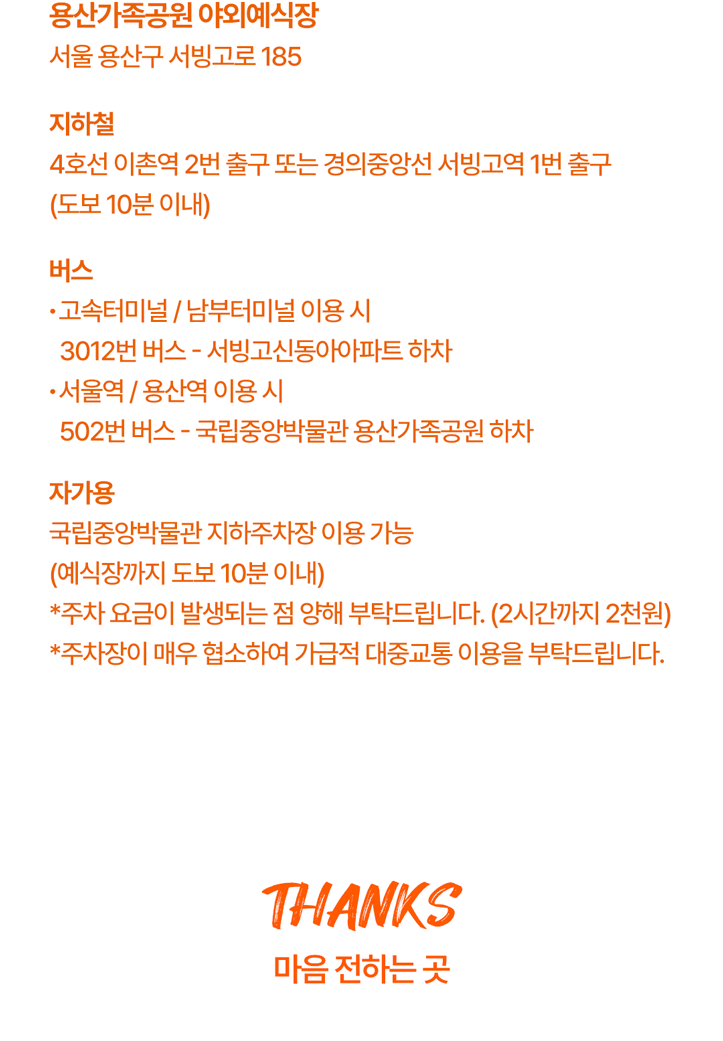 용산가족공원 야외예식장
서울 용산구 서빙고로 185
지하철
4호선 이촌역 2번 출구 또는 경의중앙선 서빙고역 1번 출구
(도보 10분 이내)
버스
• 고속터미널 / 남부터미널 이용 시
3012번 버스 - 서빙고신동아아파트 하차
• 서울역 / 용산역 이용 시
502번 버스 - 국립중앙박물관 용산가족공원 하차
자가용
국립중앙박물관 지하주차장 이용 가능
(예식장까지 도보 10분 이내)
*주차 요금이 발생되는 점 양해 부탁드립니다. (2시간까지 2천원)
*주차장이 매우 협소하여 가급적 대중교통 이용을 부탁드립니다.
THANKS
마음 전하는 곳